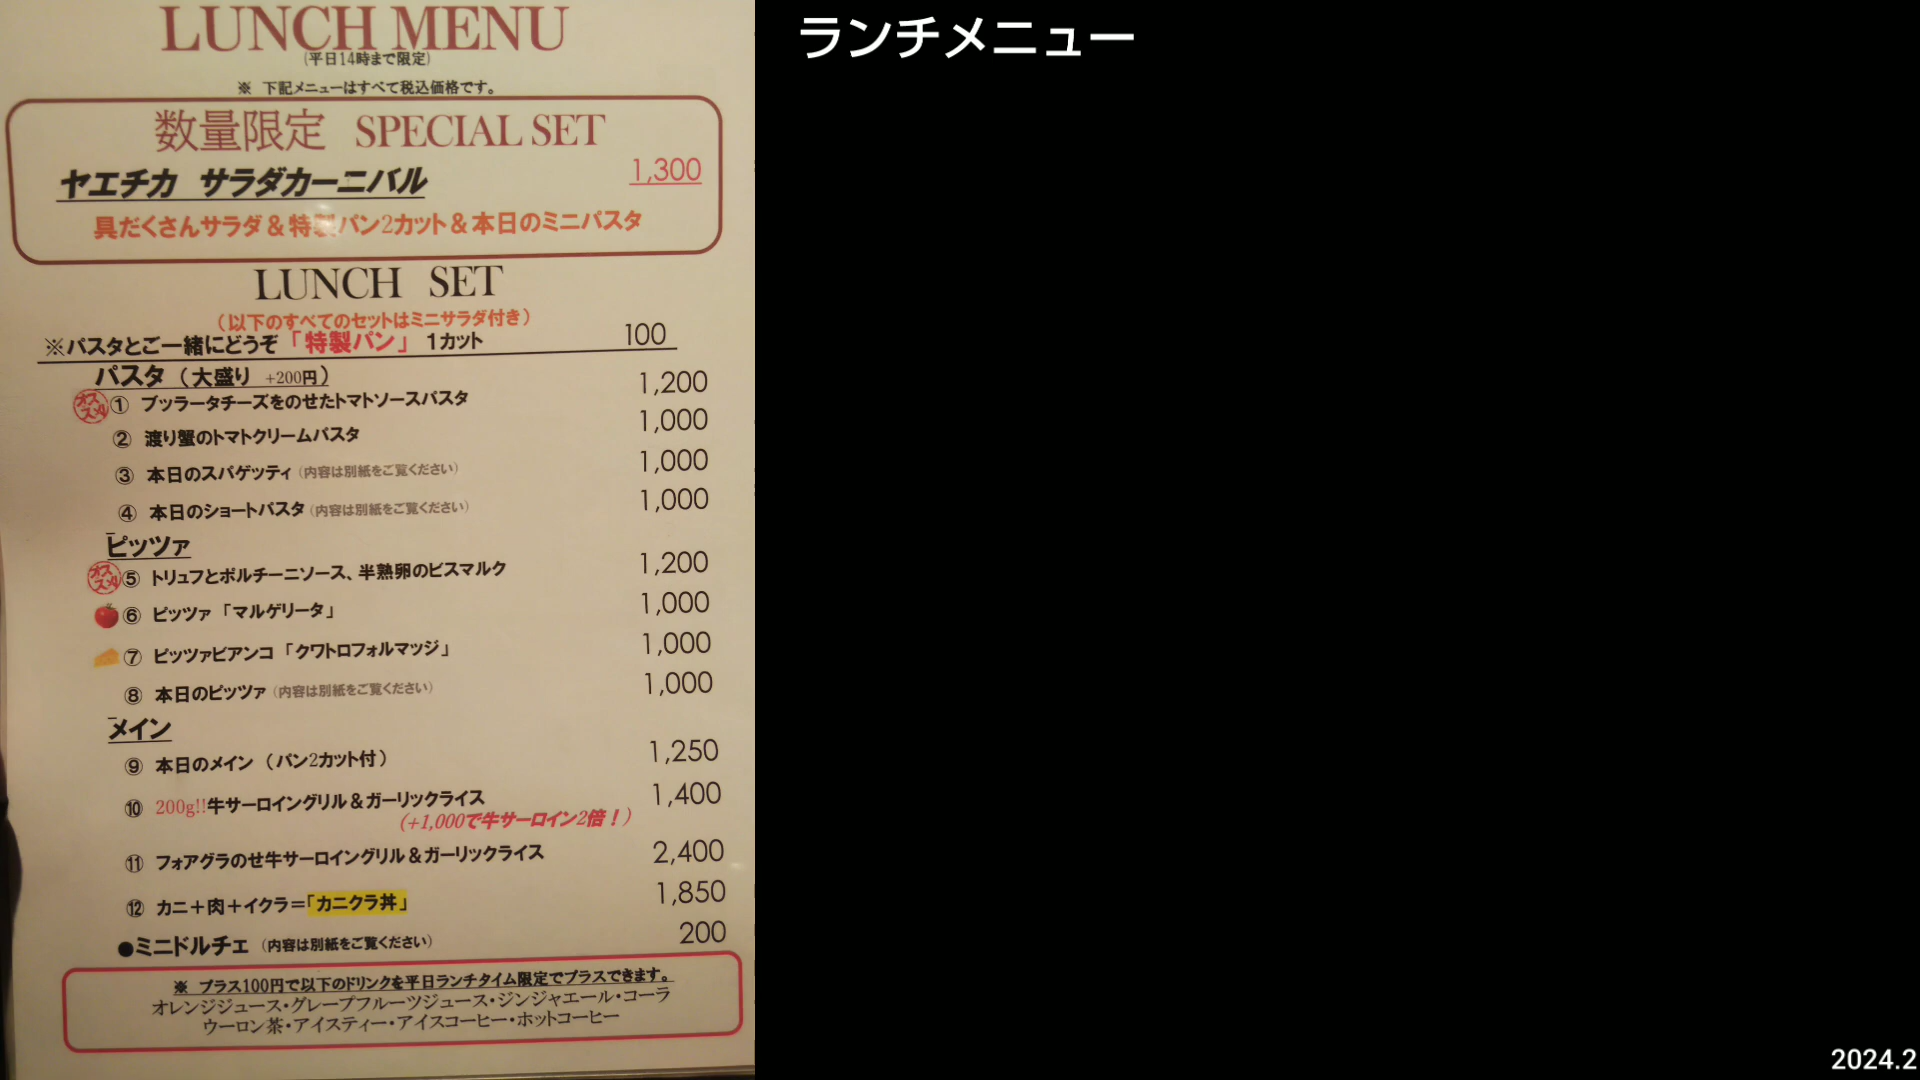 LUNCH MENU
(平日14時まで限定)
※ 下記メニューはすべて税込価格です。
数量限定 SPECIAL SET
ヤエチカ サラダカーニバル 1,300
具だくさんサラダ&特製パン2カット&本日のミニパスタ
LUNCH SET
(以下のすべてのセットはミニサラダ付き)
※パスタとご一緒にどうぞ「特製パン」 1カット 100
パスタ(大盛り +200円)
オススメ ① ブッラータチーズをのせたトマトソースパスタ 1,200
② 渡り蟹のトマトクリームパスタ 1,000
③ 本日のスパゲッティ(内容は別紙をご覧ください) 1,000
④ 本日のショートパスタ(内容は別紙をご覧ください) 1,000
ピッツァ
オススメ ⑤ トリュフとポルチーニソース、半熟卵のビスマルク 1,200
⑥ ピッツァ「マルゲリータ」 1,000
⑦ ピッツァビアンコ「クワトロフォルマッジ」 1,000
⑧ 本日のピッツァ(内容は別紙をご覧ください) 1,000
メイン
⑨ 本日のメイン(パン2カット付) 1,250
⑩ 200g!!牛サーロイングリル&ガーリックライス 1,400
(+1,000で牛サーロイン2倍!)
⑪ フォアグラのせ牛サーロイングリル&ガーリックライス 2,400
⑫ カニ+肉+イクラ=「カニクラ丼」 1,850
●ミニドルチェ(内容は別紙をご覧ください) 200
※ プラス100円で以下のドリンクを平日ランチタイム限定でプラスできます。
オレンジジュース・グレープフルーツジュース・ジンジャエール・コーラ
ウーロン茶・アイスティー・アイスコーヒー・ホットコーヒー
ランチメニュー
2024.2